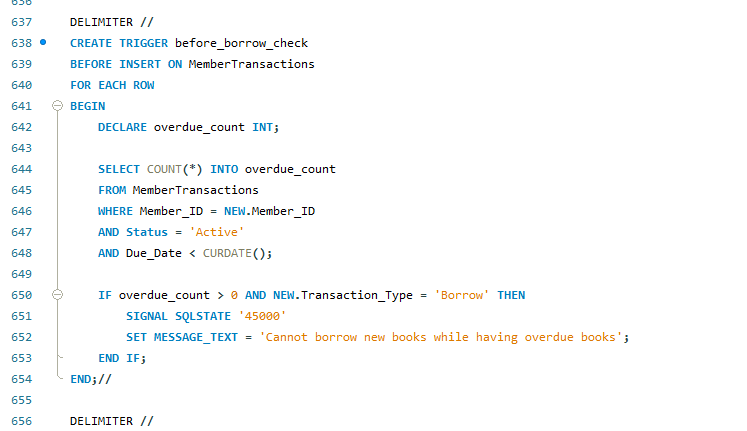 636
637 DELIMITER //
638 CREATE TRIGGER before_borrow_check
639 BEFORE INSERT ON MemberTransactions
640 FOR EACH ROW
641 BEGIN
642     DECLARE overdue_count INT;
643
644     SELECT COUNT(*) INTO overdue_count
645     FROM MemberTransactions
646     WHERE Member_ID = NEW.Member_ID
647     AND Status = 'Active'
648     AND Due_Date < CURDATE();
649
650     IF overdue_count > 0 AND NEW.Transaction_Type = 'Borrow' THEN
651         SIGNAL SQLSTATE '45000'
652         SET MESSAGE_TEXT = 'Cannot borrow new books while having overdue books';
653     END IF;
654 END;//
655
656 DELIMITER //